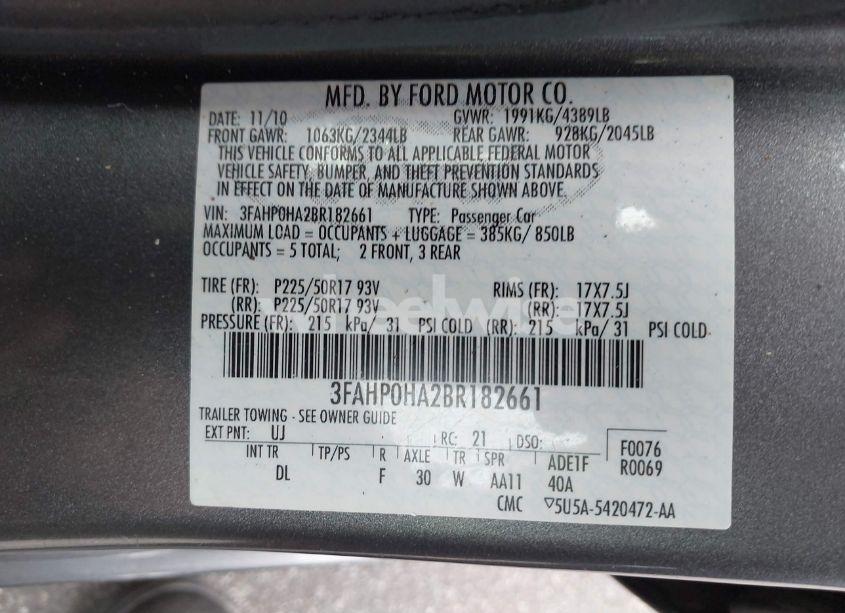 MFD. BY FORD MOTOR CO.
DATE: 11/10 GVWR: 1991KG/4389LB
FRONT GAWR: 1063KG/2344LB REAR GAWR: 928KG/2045LB
THIS VEHICLE CONFORMS TO ALL APPLICABLE FEDERAL MOTOR
VEHICLE SAFETY, BUMPER, AND THEFT PREVENTION STANDARDS
IN EFFECT ON THE DATE OF MANUFACTURE SHOWN ABOVE.
VIN: 3FAHP0HA2BR182661 TYPE: Passenger Car
MAXIMUM LOAD = OCCUPANTS + LUGGAGE = 385KG/ 850LB
OCCUPANTS = 5 TOTAL; 2 FRONT, 3 REAR
TIRE (FR): P225/50R17 93V RIMS (FR): 17X7.5J
(RR): P225/50R17 93V (RR): 17X7.5J
wheelwise
PRESSURE (FR): 215 kPa/ 31 PSI COLD (RR): 215 kPa/ 31 PSI COLD
3FAHP0HA2BR182661
TRAILER TOWING - SEE OWNER GUIDE
EXT PNT: UJ RC: 21 DSO: F0076
INT TR TP/PS R AXLE TR SPR ADE1F R0069
DL F 30 W AA11 40A
CMC ▽5U5A-5420472-AA